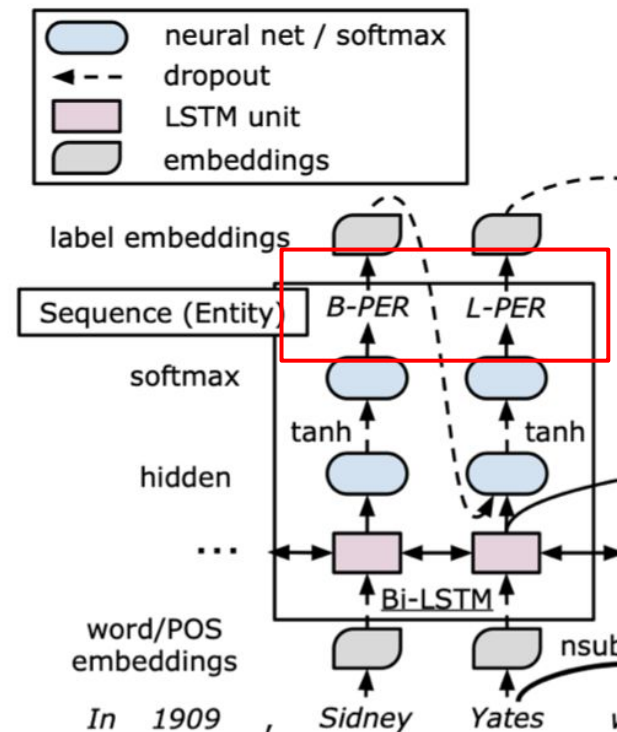 neural net / softmax
dropout
LSTM unit
embeddings
label embeddings
Sequence (Entity) B-PER L-PER
softmax
tanh tanh
hidden
...
Bi-LSTM
word/POS
embeddings
nsub
In 1909 , Sidney Yates